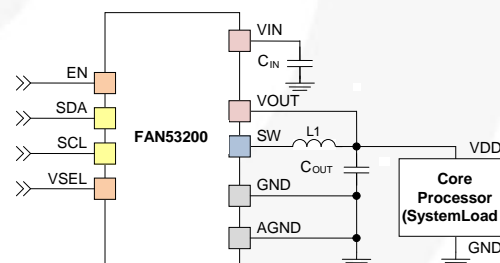 VIN
CIN
EN
SDA
SCL
VSEL
FAN53200
VOUT
SW
L1
COUT
GND
AGND
VDD
Core
Processor
(SystemLoad
GND